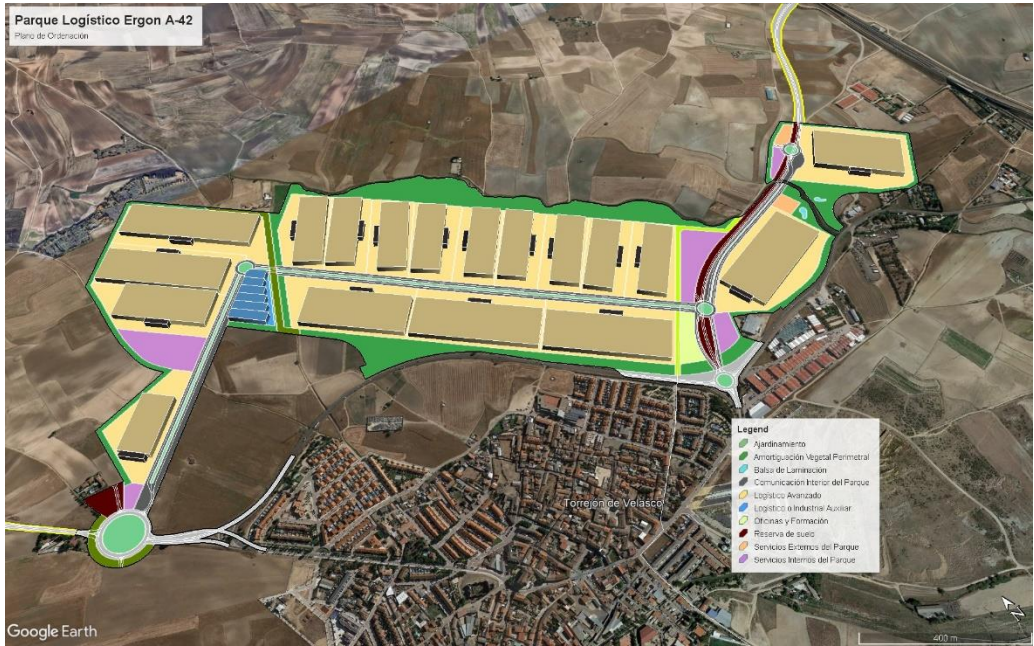 Parque Logístico Ergon A-42
Plano de Ordenación
Legend
Ajardinamiento
Amortiguación Vegetal Perimetral
Balsa de Laminación
Comunicación Interior del Parque
Logístico Avanzado
Logístico o Industrial Auxiliar
Oficinas y Formación
Reserva de suelo
Servicios Externos del Parque
Servicios Internos del Parque
Torrejón de Velasco
Google Earth
400 m